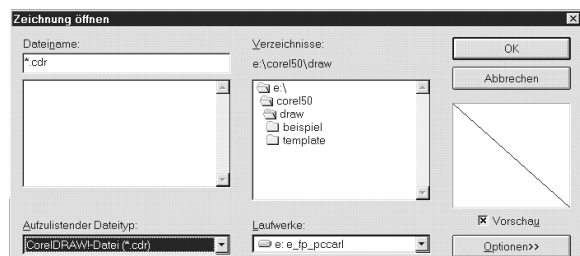 Zeichnung öffnen
Dateiname:
*.cdr
Verzeichnisse:
e:\corel50\draw
e:\
corel50
draw
beispiel
template
OK
Abbrechen
Vorschau
Aufzulistender Dateityp:
CorelDRAW!-Datei (*.cdr)
Laufwerke:
e: e_fp_pccarl
Optionen>>